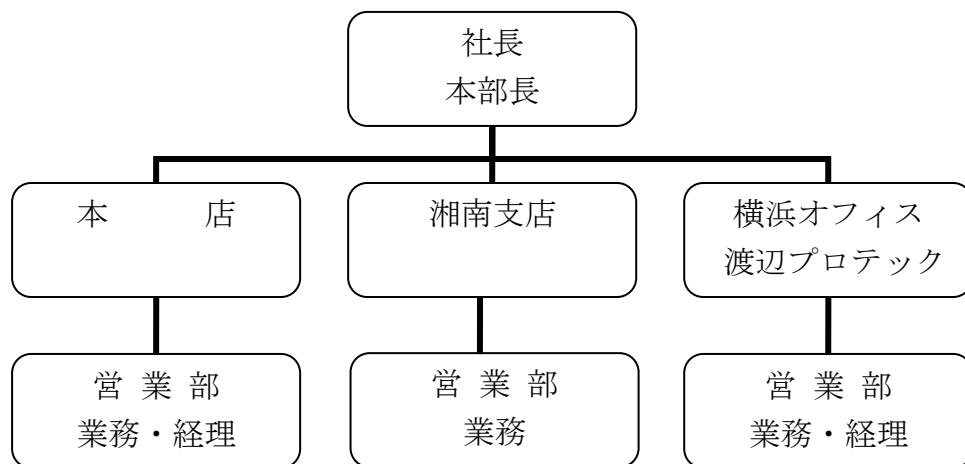 社長
本部長
本　　　店
湘南支店
横浜オフィス
渡辺プロテック
営 業 部
業務・経理
営 業 部
業務
営 業 部
業務・経理